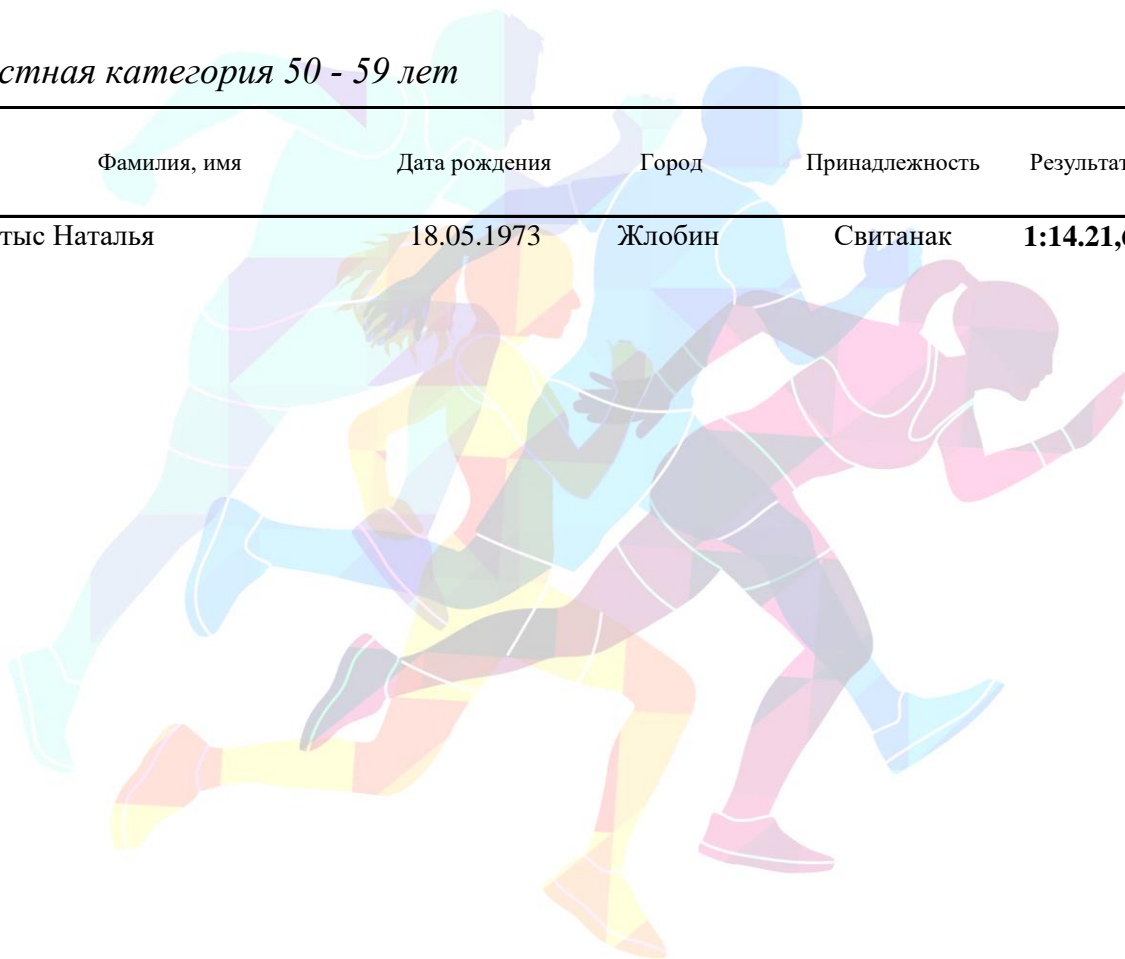 стная категория 50 - 59 лет
Фамилия, имя Дата рождения Город Принадлежность Результат
тыс Наталья 18.05.1973 Жлобин Свитанак 1:14.21,